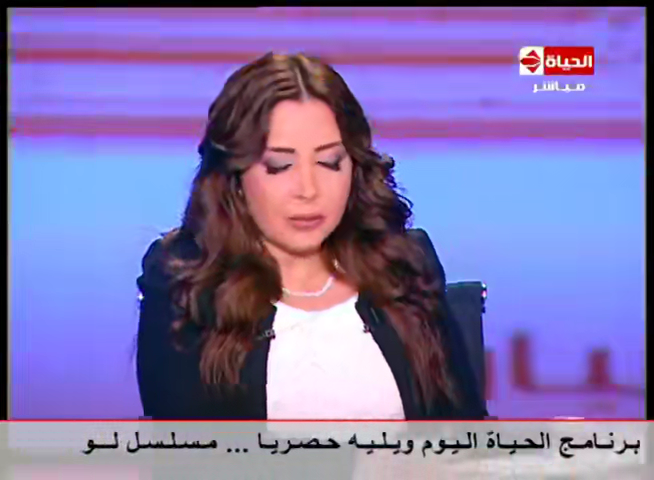 الحياة
مباشر
برنامج الحياة اليوم ويليه حصريا ... مسلسل لو